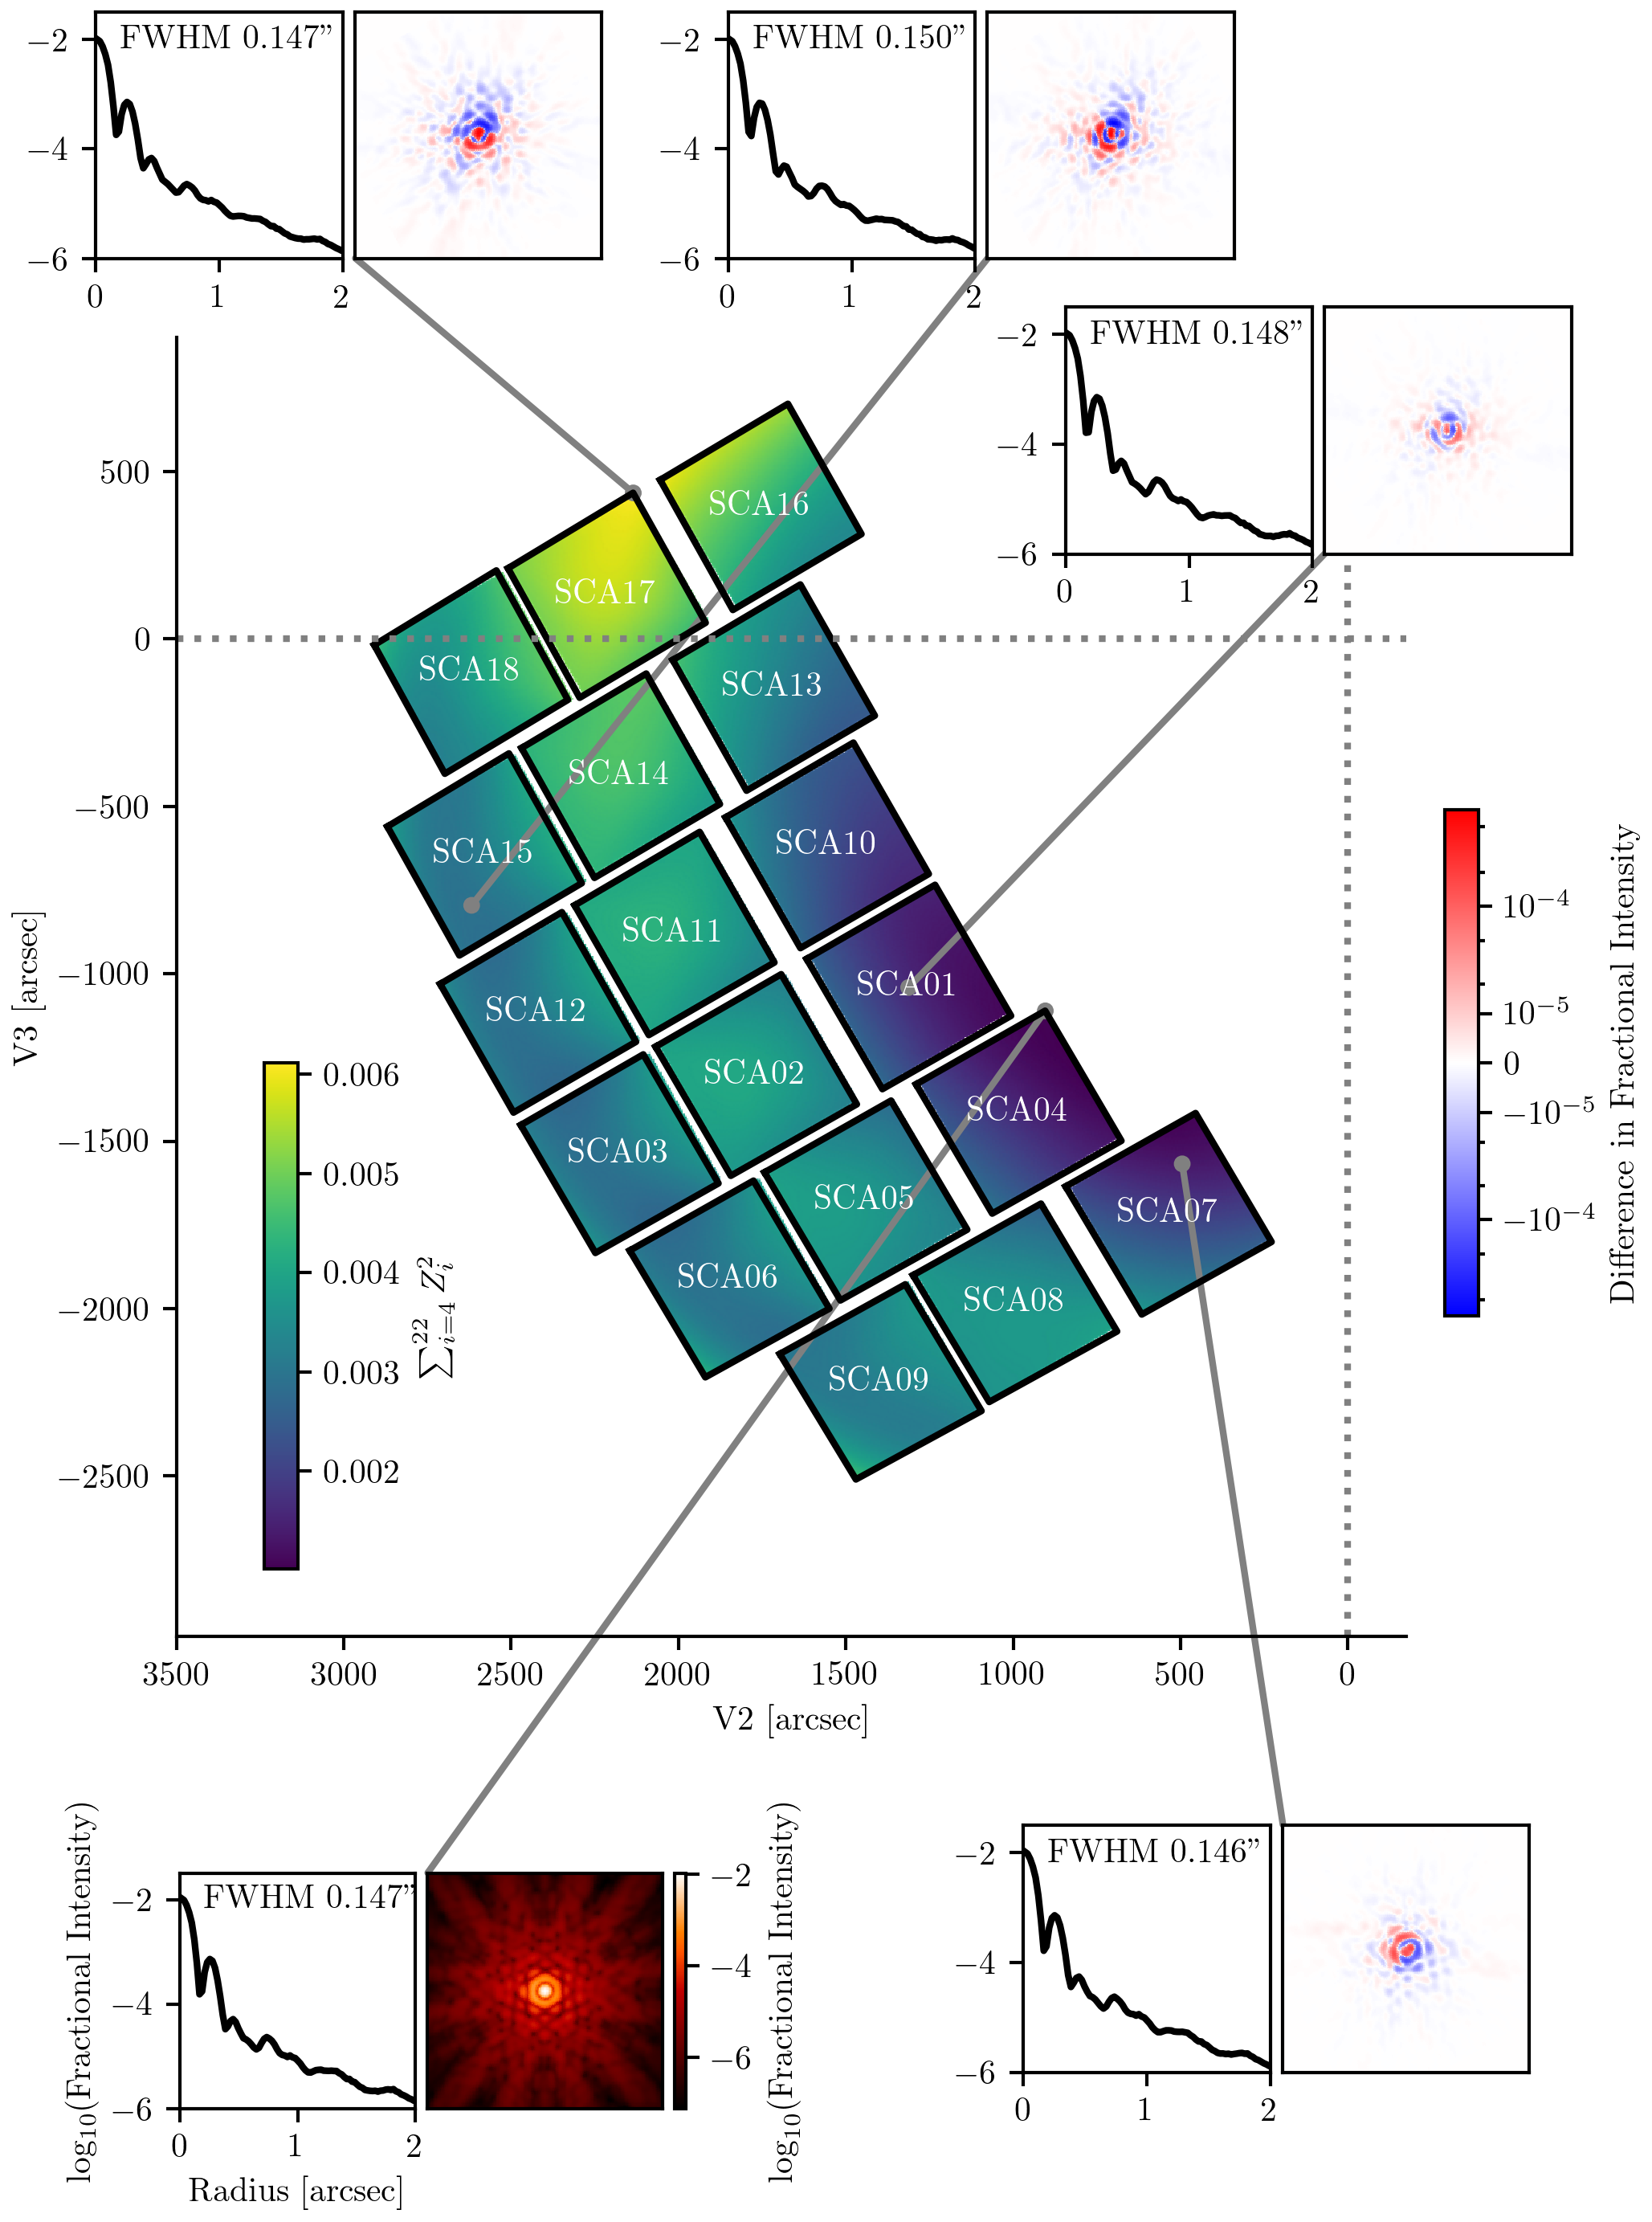 FWHM 0.147”
−2
−4
−6
0 1 2
FWHM 0.150”
−2
−4
−6
0 1 2
FWHM 0.148”
−2
−4
−6
0 1 2
V3 [arcsec]
500
0
−500
−1000
−1500
−2000
−2500
SCA16
SCA17
SCA18
SCA13
SCA14
SCA15
SCA10
SCA11
SCA01
SCA12
SCA02
SCA04
SCA03
SCA05
SCA07
SCA06
SCA08
SCA09
0.006
0.005
0.004
0.003
0.002
∑²²ᵢ₌₄ Zᵢ²
10⁻⁴
10⁻⁵
0
−10⁻⁵
−10⁻⁴
Difference in Fractional Intensity
3500 3000 2500 2000 1500 1000 500 0
V2 [arcsec]
FWHM 0.147”
−2
−4
−6
0 1 2
Radius [arcsec]
log₁₀(Fractional Intensity)
−2
−4
−6
log₁₀(Fractional Intensity)
FWHM 0.146”
−2
−4
−6
0 1 2